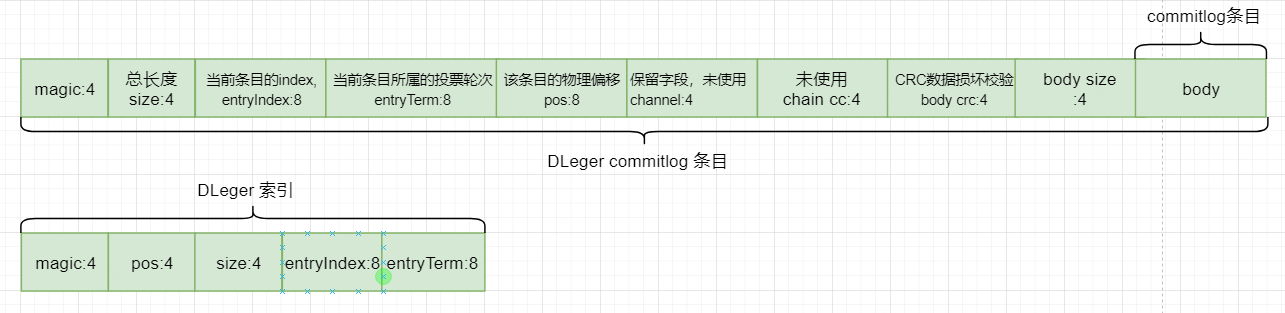 commitlog条目
magic:4
总长度
size:4
当前条目的index,
entryIndex:8
当前条目所属的投票轮次
entryTerm:8
该条目的物理偏移
pos:8
保留字段，未使用
channel:4
未使用
chain cc:4
CRC数据损坏校验
body crc:4
body size
:4
body
DLeger commitlog 条目
DLeger 索引
magic:4
pos:4
size:4
entryIndex:8
entryTerm:8